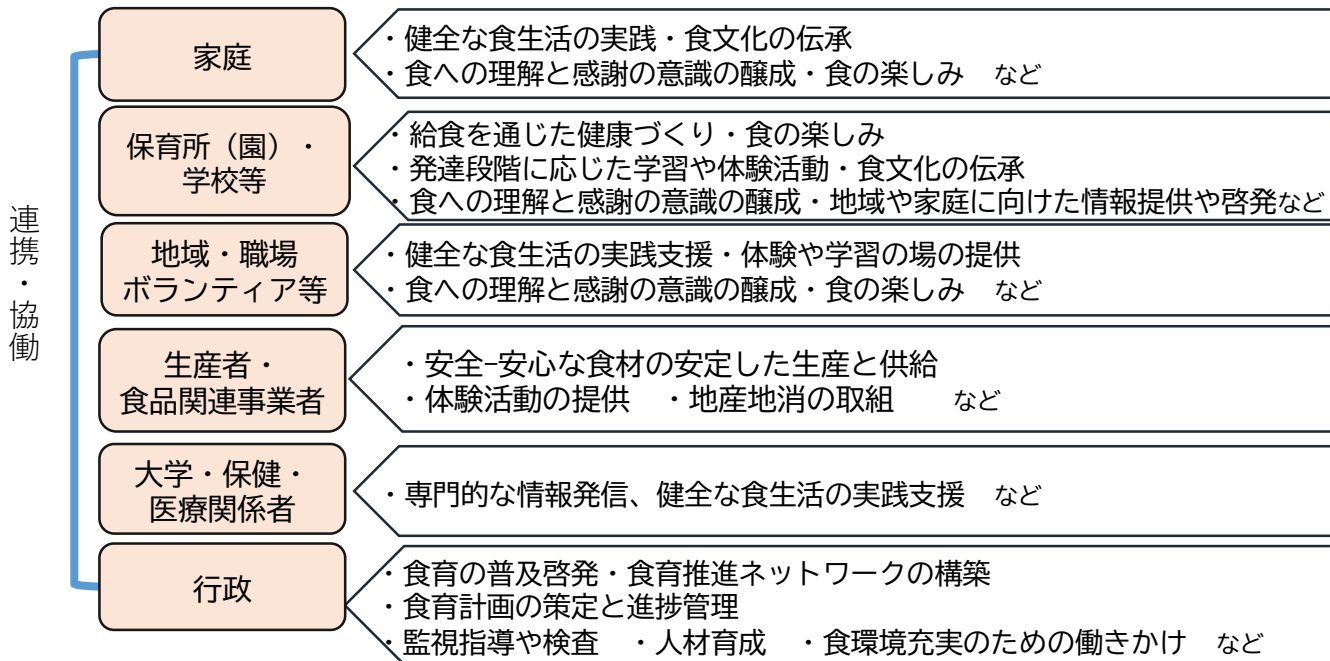 連携・協働
家庭
・健全な食生活の実践・食文化の伝承
・食への理解と感謝の意識の醸成・食の楽しみ　など
保育所（園）・
学校等
・給食を通じた健康づくり・食の楽しみ
・発達段階に応じた学習や体験活動・食文化の伝承
・食への理解と感謝の意識の醸成・地域や家庭に向けた情報提供や啓発など
地域・職場
ボランティア等
・健全な食生活の実践支援・体験や学習の場の提供
・食への理解と感謝の意識の醸成・食の楽しみ　など
生産者・
食品関連事業者
・安全−安心な食材の安定した生産と供給
・体験活動の提供　・地産地消の取組　　など
大学・保健・
医療関係者
・専門的な情報発信、健全な食生活の実践支援　など
行政
・食育の普及啓発・食育推進ネットワークの構築
・食育計画の策定と進捗管理
・監視指導や検査　・人材育成　・食環境充実のための働きかけ　など